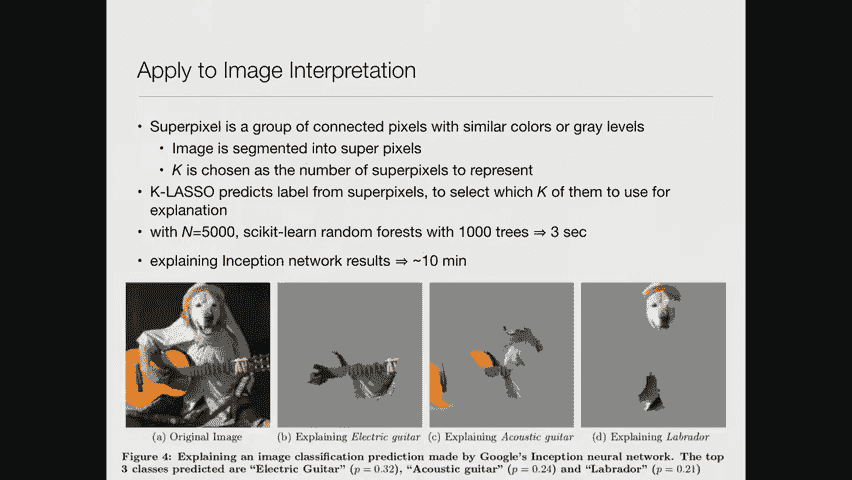 Apply to Image Interpretation
• Superpixel is a group of connected pixels with similar colors or gray levels
• Image is segmented into super pixels
• K is chosen as the number of superpixels to represent
• K-LASSO predicts label from superpixels, to select which K of them to use for
explanation
• with N=5000, scikit-learn random forests with 1000 trees ⇒ 3 sec
• explaining Inception network results ⇒ ~10 min
(a) Original Image (b) Explaining Electric guitar (c) Explaining Acoustic guitar (d) Explaining Labrador
Figure 4: Explaining an image classification prediction made by Google's Inception neural network. The top
3 classes predicted are "Electric Guitar" (p = 0.32), "Acoustic guitar" (p = 0.24) and "Labrador" (p = 0.21)